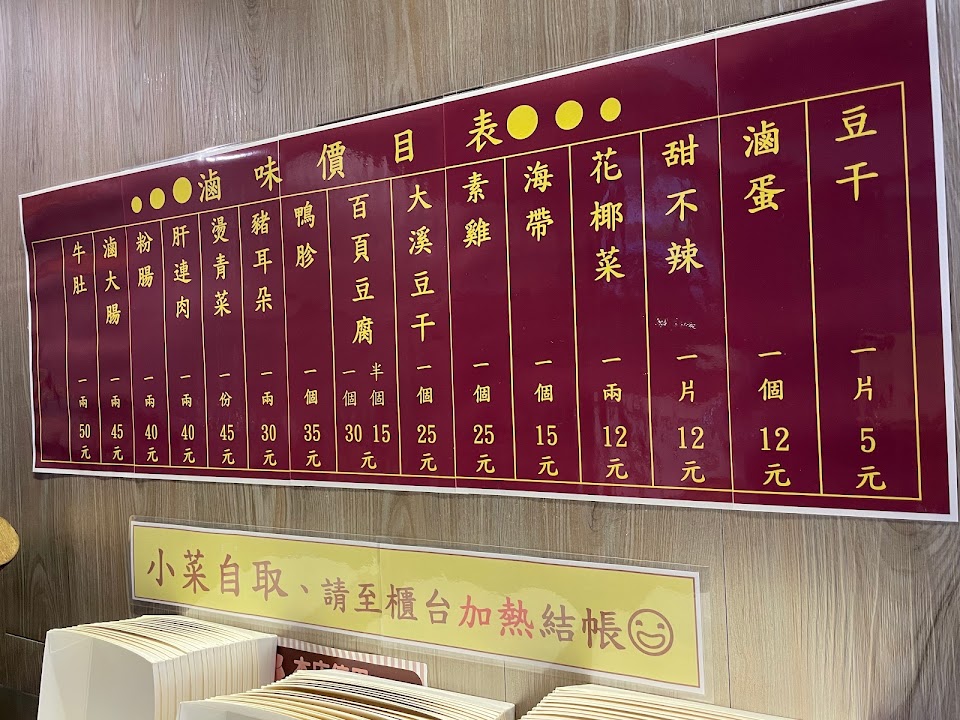 滷味價目表
豆干 一片 5元
滷蛋 一個 12元
甜不辣 一片 12元
花椰菜 一兩 12元
海帶 一個 15元
素雞 一個 25元
大溪豆干 一個 25元
百頁豆腐 半個 15 一個 30 元
鴨胗 一個 35元
豬耳朵 一兩 30元
燙青菜 一份 45元
肝連肉 一兩 40元
粉腸 一兩 40元
滷大腸 一兩 45元
牛肚 一兩 50元
小菜自取、請至櫃台加熱結帳